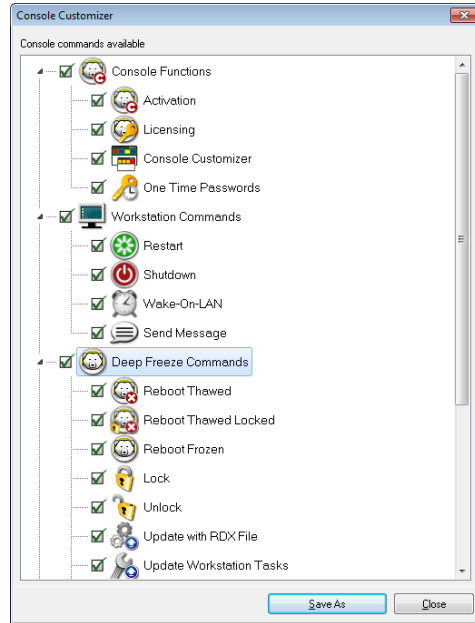 Console Customizer
Console commands available
Console Functions
Activation
Licensing
Console Customizer
One Time Passwords
Workstation Commands
Restart
Shutdown
Wake-On-LAN
Send Message
Deep Freeze Commands
Reboot Thawed
Reboot Thawed Locked
Reboot Frozen
Lock
Unlock
Update with RDX File
Update Workstation Tasks
Save As
Close